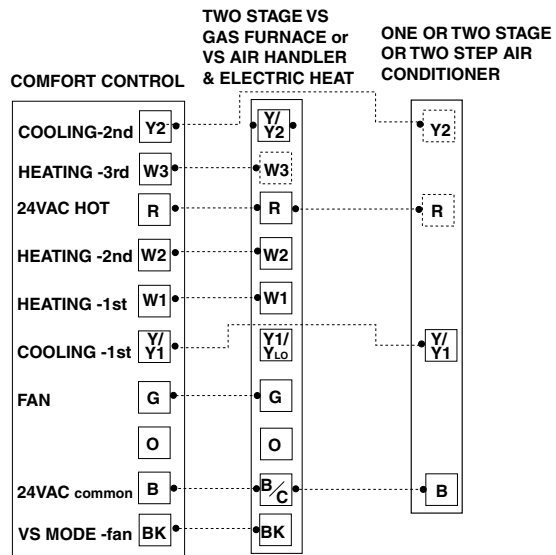 TWO STAGE VS
GAS FURNACE or
VS AIR HANDLER
& ELECTRIC HEAT
ONE OR TWO STAGE
OR TWO STEP AIR
CONDITIONER
COMFORT CONTROL
COOLING-2nd Y2 Y/Y2 Y2
HEATING -3rd W3 W3
24VAC HOT R R R
HEATING -2nd W2 W2
HEATING -1st W1 W1
COOLING -1st Y/Y1 Y1/YLO Y/Y1
FAN G G
O O
24VAC common B B/C B
VS MODE -fan BK BK